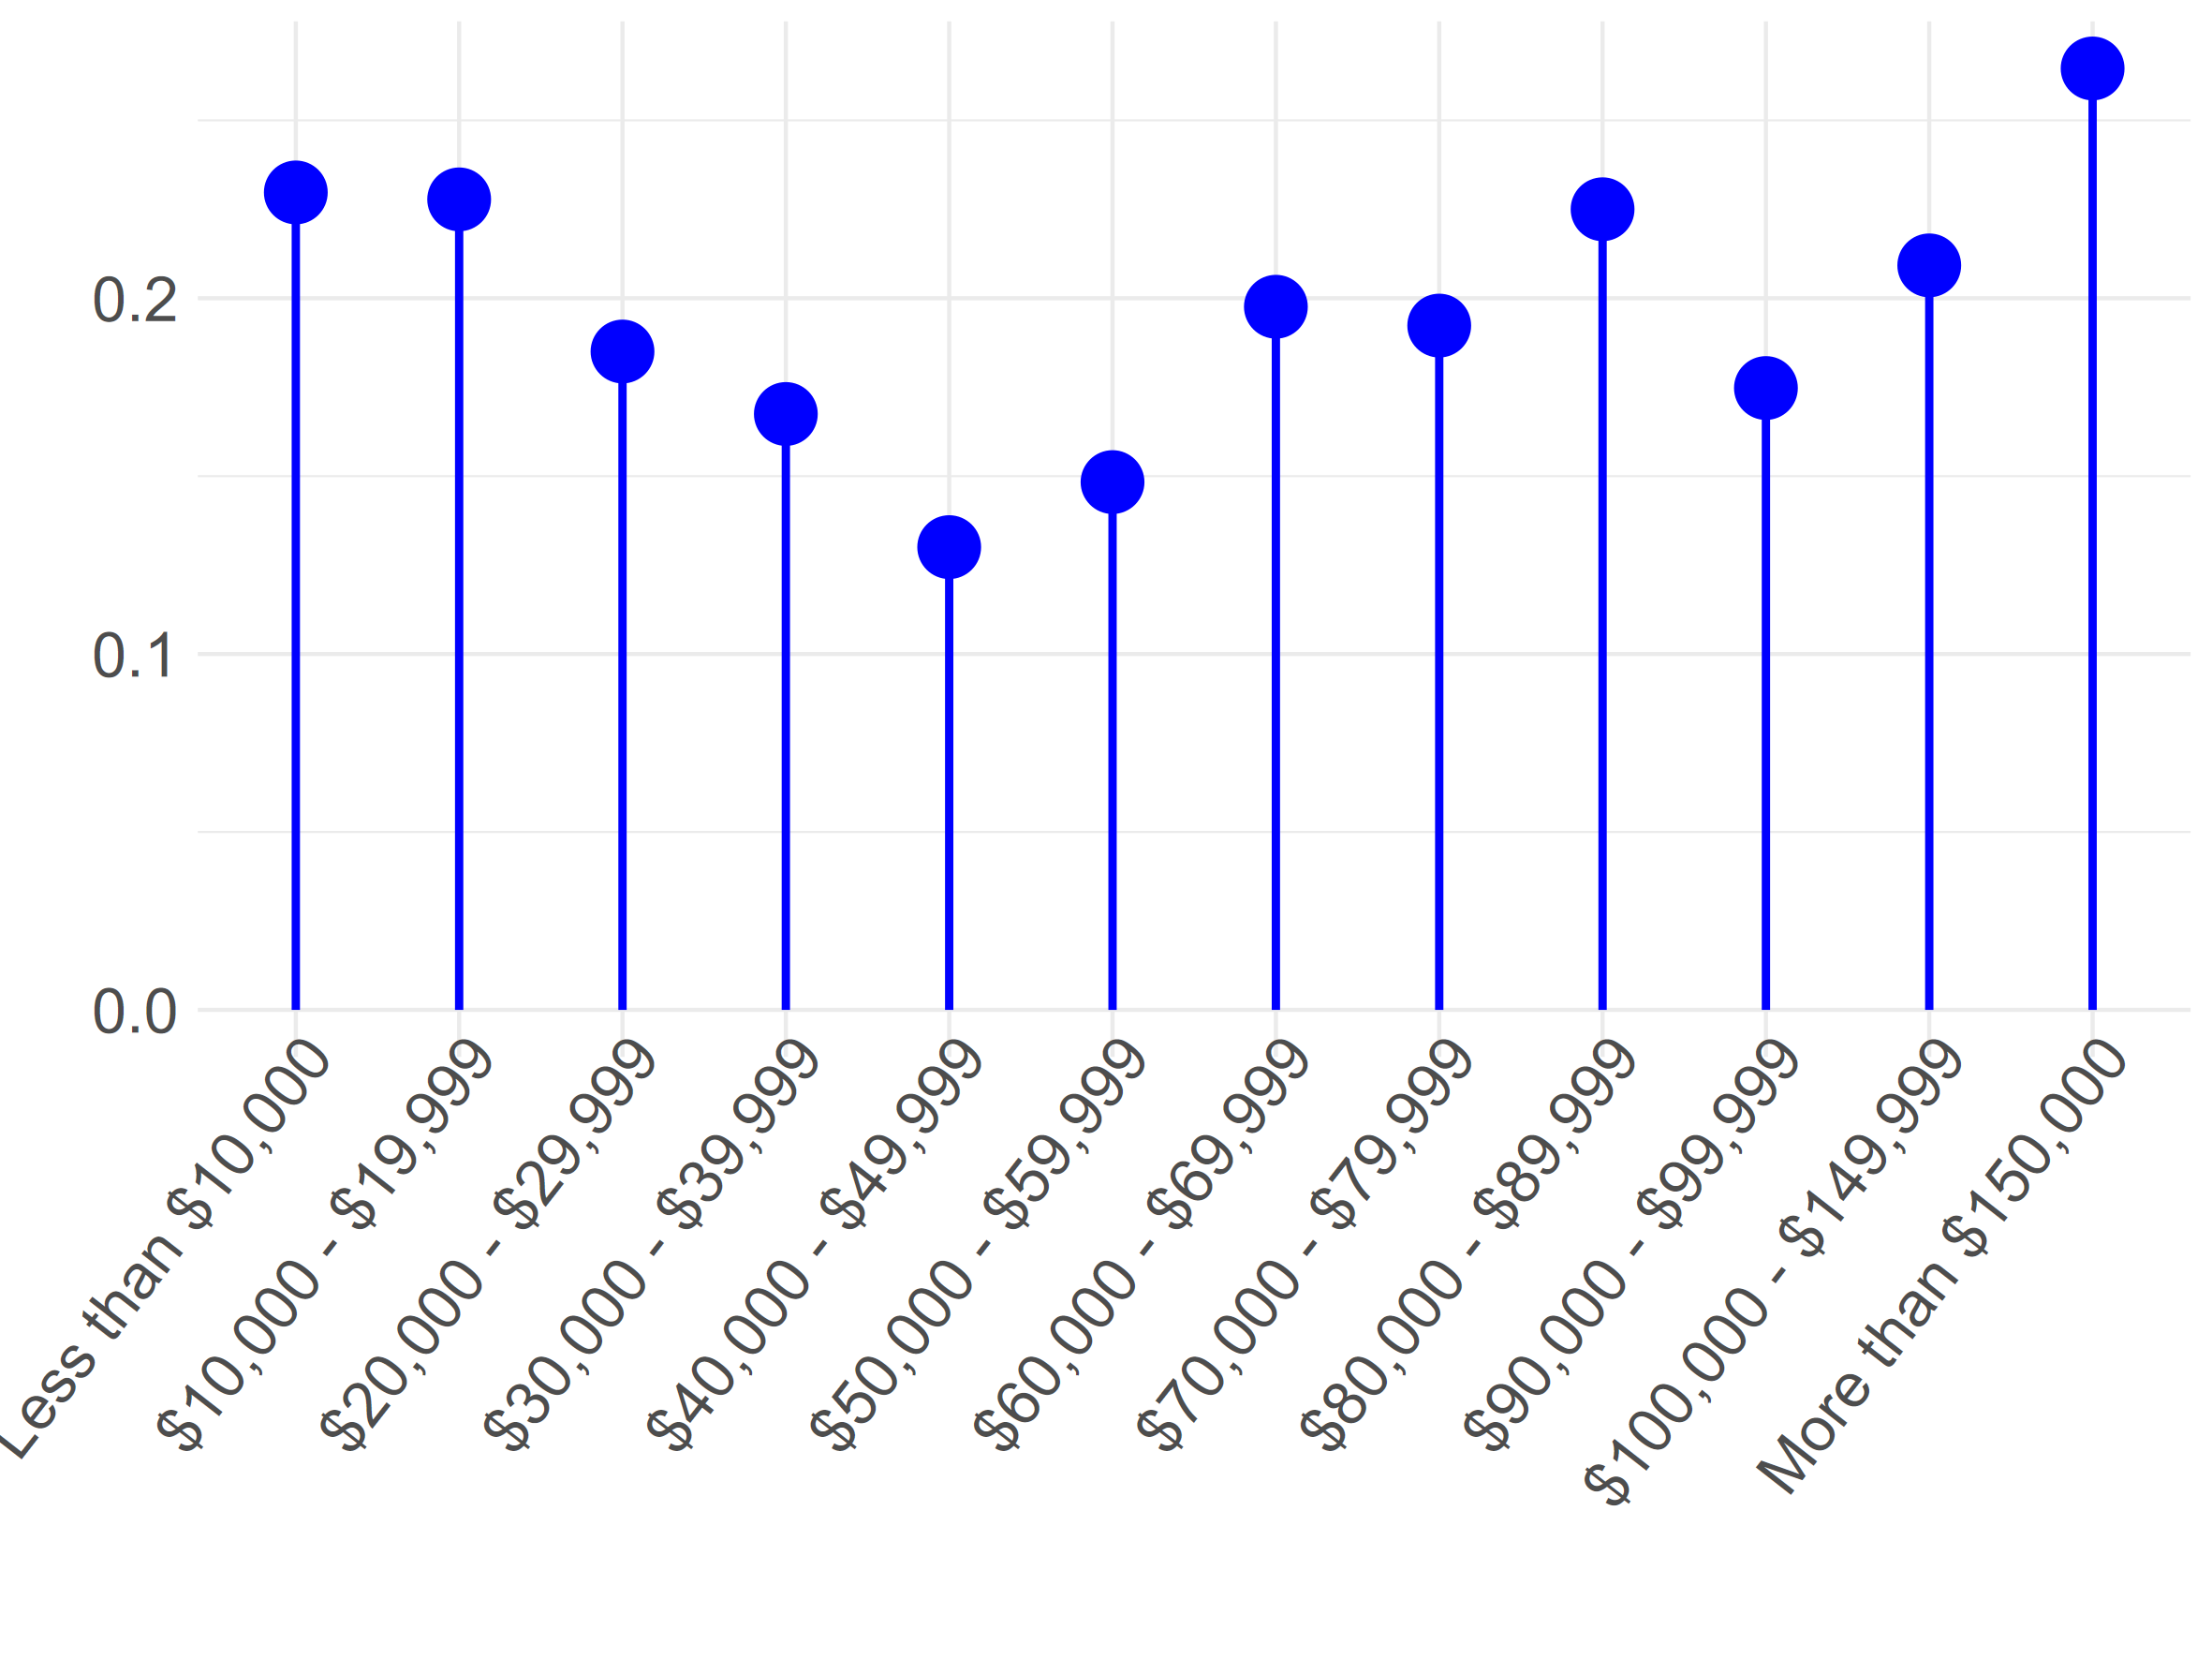 0.2
0.1
0.0
Less than $10,000
$10,000 - $19,999
$20,000 - $29,999
$30,000 - $39,999
$40,000 - $49,999
$50,000 - $59,999
$60,000 - $69,999
$70,000 - $79,999
$80,000 - $89,999
$90,000 - $99,999
$100,000 - $149,999
More than $150,000